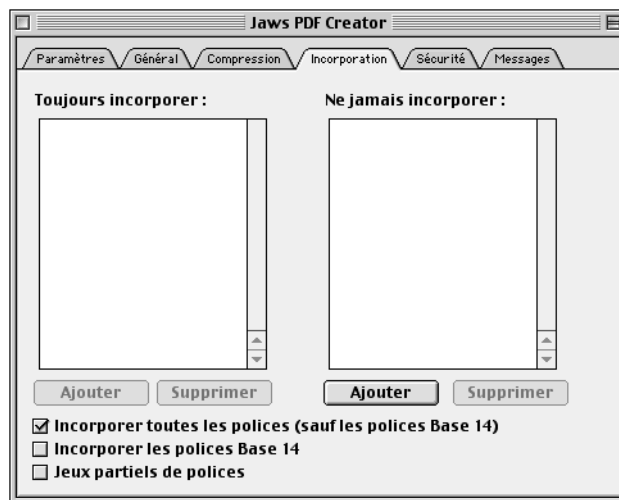 Jaws PDF Creator
Paramètres Général Compression Incorporation Sécurité Messages
Toujours incorporer : Ne jamais incorporer :
Ajouter Supprimer Ajouter Supprimer
Incorporer toutes les polices (sauf les polices Base 14)
Incorporer les polices Base 14
Jeux partiels de polices